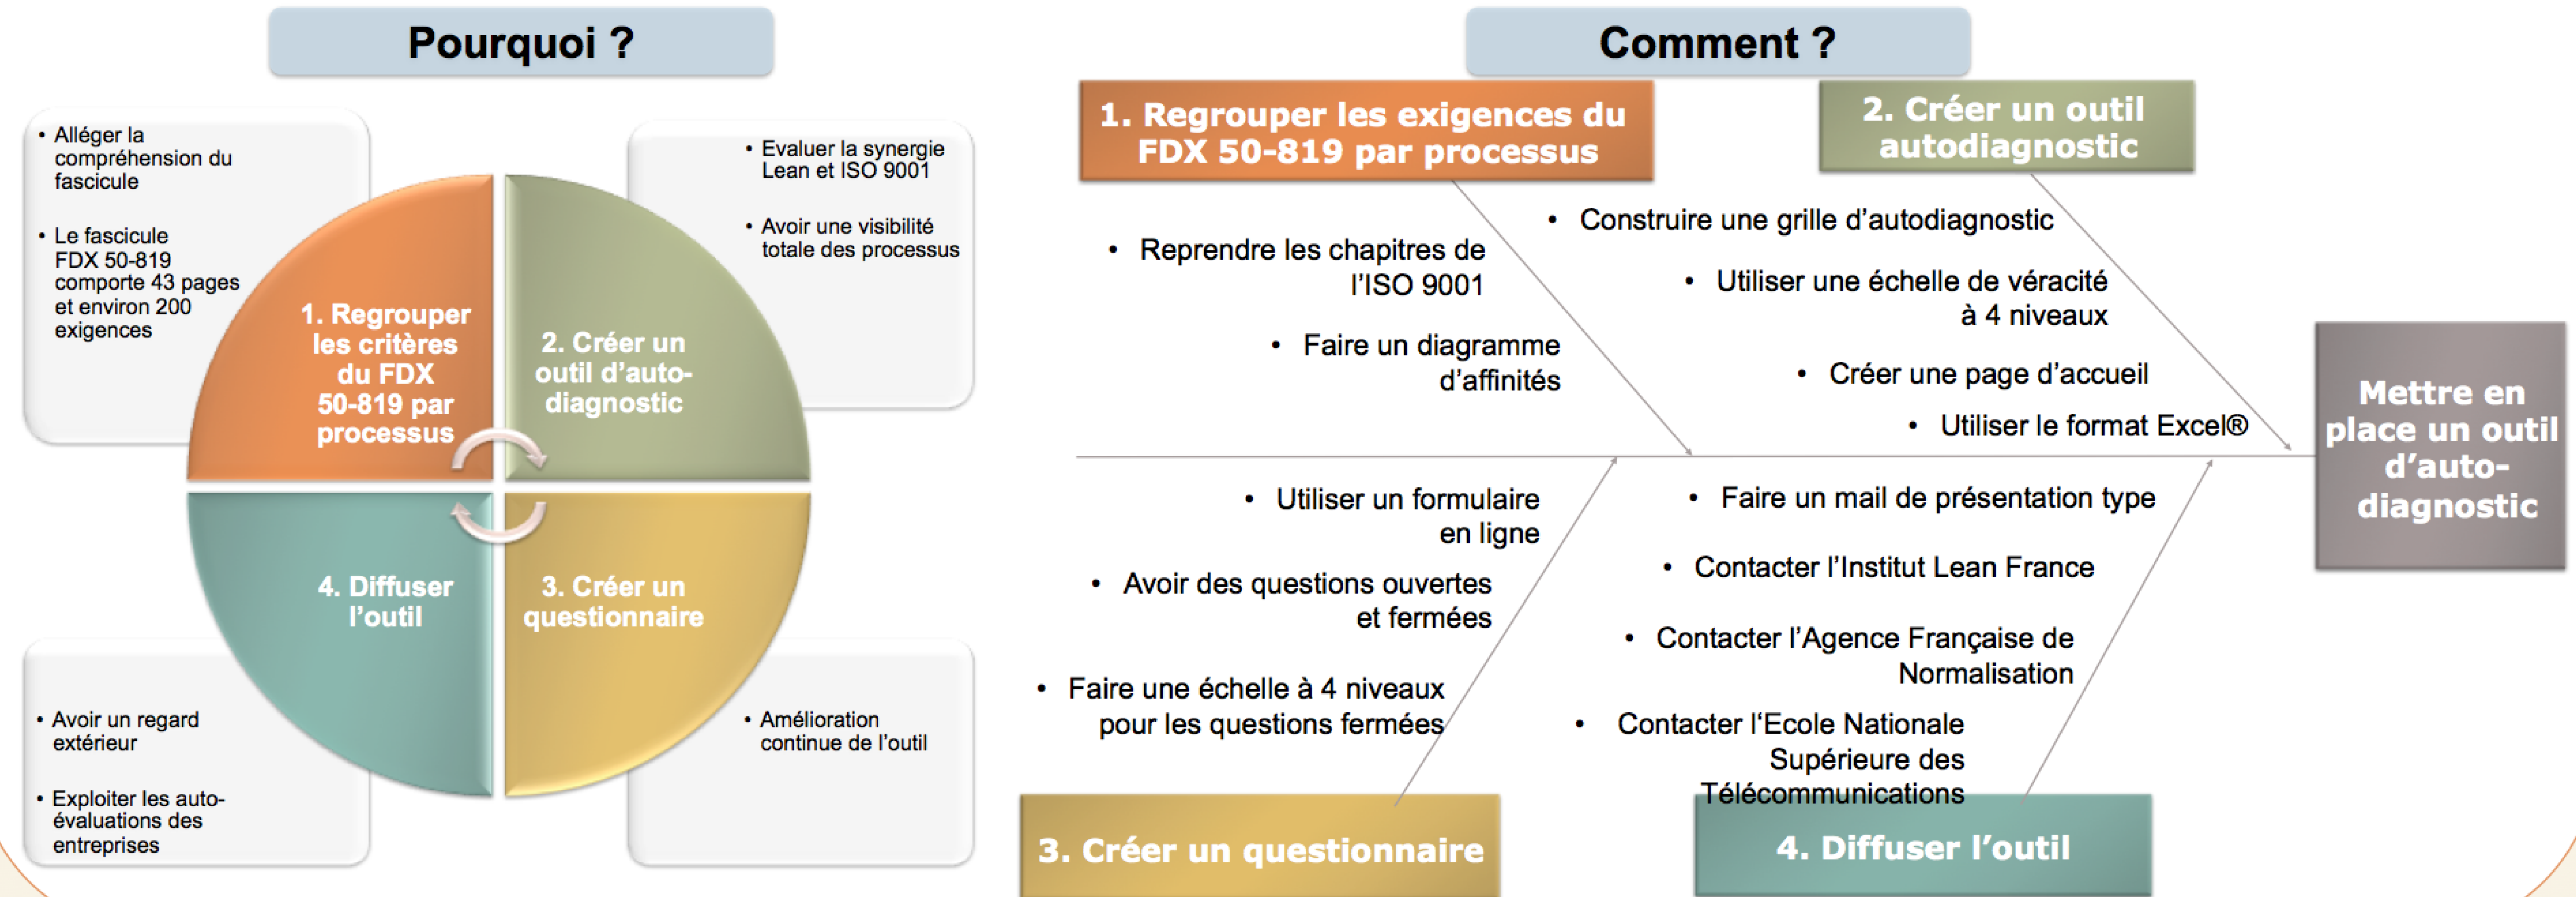 Pourquoi ?
• Alléger la
compréhension du
fascicule
• Le fascicule
FDX 50-819
comporte 43 pages
et environ 200
exigences
• Evaluer la synergie
Lean et ISO 9001
• Avoir une visibilité
totale des processus
1. Regrouper
les critères
du FDX
50-819 par
processus
2. Créer un
outil d'auto-
diagnostic
4. Diffuser
l'outil
3. Créer un
questionnaire
• Avoir un regard
extérieur
• Exploiter les auto-
évaluations des
entreprises
• Amélioration
continue de l'outil
Comment ?
1. Regrouper les exigences du
FDX 50-819 par processus
2. Créer un outil
autodiagnostic
• Reprendre les chapitres de
l'ISO 9001
• Faire un diagramme
d'affinités
• Construire une grille d'autodiagnostic
• Utiliser une échelle de véracité
à 4 niveaux
• Créer une page d'accueil
• Utiliser le format Excel®
Mettre en
place un outil
d'auto-
diagnostic
• Utiliser un formulaire
en ligne
• Avoir des questions ouvertes
et fermées
• Faire une échelle à 4 niveaux
pour les questions fermées
• Faire un mail de présentation type
• Contacter l'Institut Lean France
• Contacter l'Agence Française de
Normalisation
• Contacter l'Ecole Nationale
Supérieure des
Télécommunications
3. Créer un questionnaire
4. Diffuser l'outil